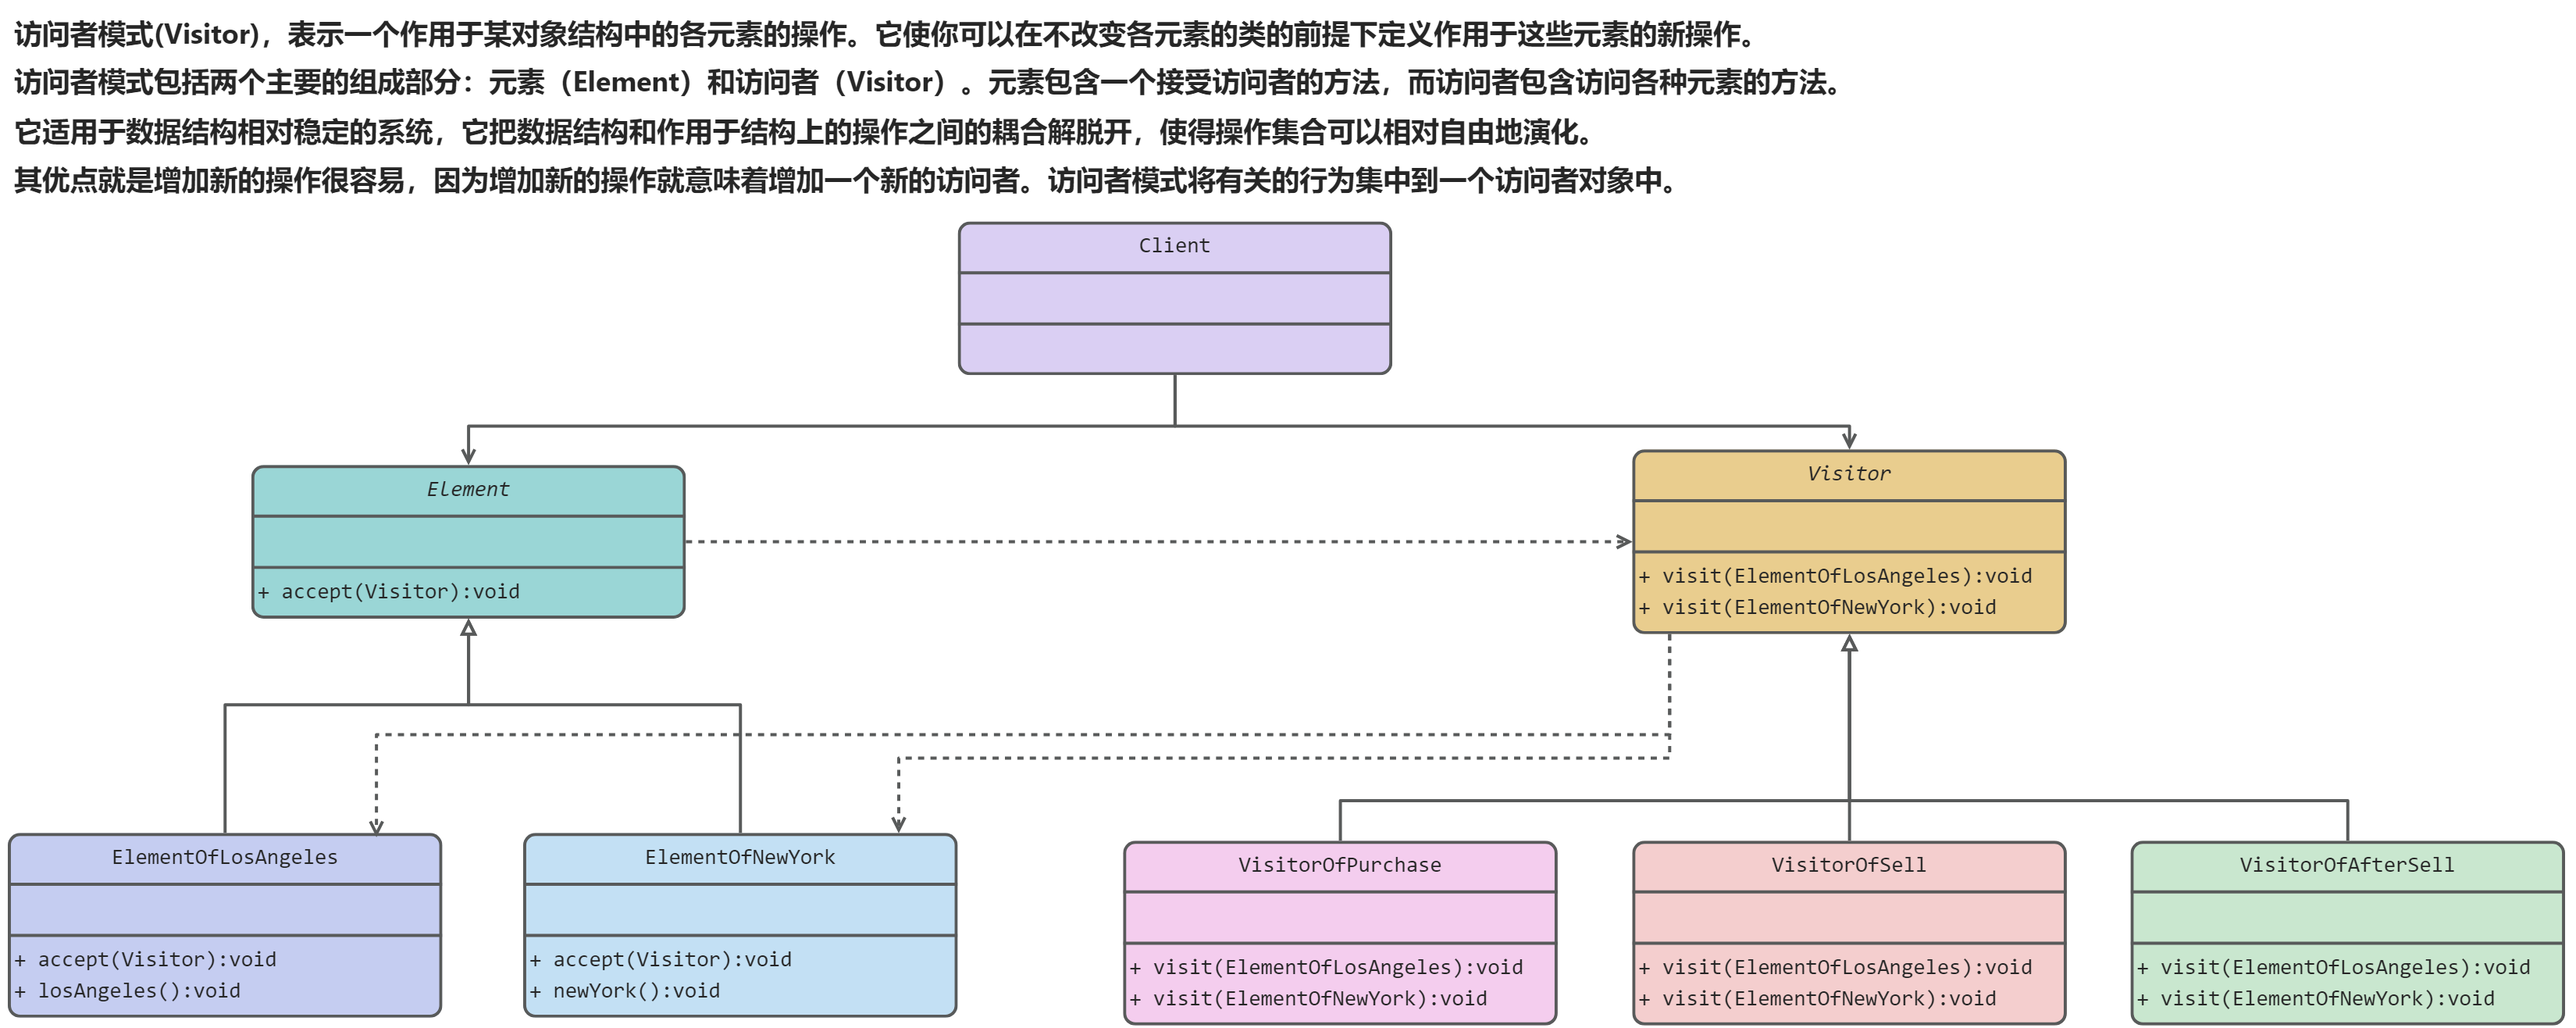 访问者模式(Visitor)，表示一个作用于某对象结构中的各元素的操作。它使你可以在不改变各元素的类的前提下定义作用于这些元素的新操作。
访问者模式包括两个主要的组成部分：元素（Element）和访问者（Visitor）。元素包含一个接受访问者的方法，而访问者包含访问各种元素的方法。
它适用于数据结构相对稳定的系统，它把数据结构和作用于结构上的操作之间的耦合解脱开，使得操作集合可以相对自由地演化。
其优点就是增加新的操作很容易，因为增加新的操作就意味着增加一个新的访问者。访问者模式将有关的行为集中到一个访问者对象中。
Client
Element
+ accept(Visitor):void
Visitor
+ visit(ElementOfLosAngeles):void
+ visit(ElementOfNewYork):void
ElementOfLosAngeles
+ accept(Visitor):void
+ losAngeles():void
ElementOfNewYork
+ accept(Visitor):void
+ newYork():void
VisitorOfPurchase
+ visit(ElementOfLosAngeles):void
+ visit(ElementOfNewYork):void
VisitorOfSell
+ visit(ElementOfLosAngeles):void
+ visit(ElementOfNewYork):void
VisitorOfAfterSell
+ visit(ElementOfLosAngeles):void
+ visit(ElementOfNewYork):void